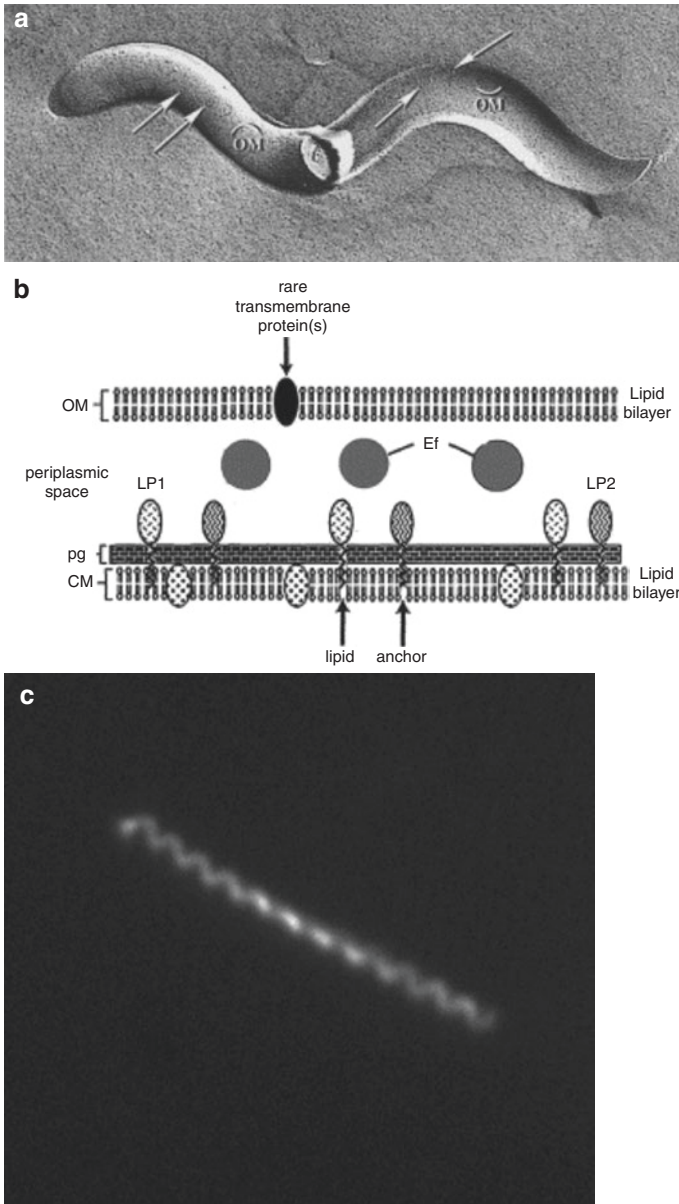 a
OM
OM
b
rare
transmembrane
protein(s)
OM
Lipid
bilayer
Ef
periplasmic
space
LP1
LP2
pg
CM
Lipid
bilayer
lipid
anchor
c